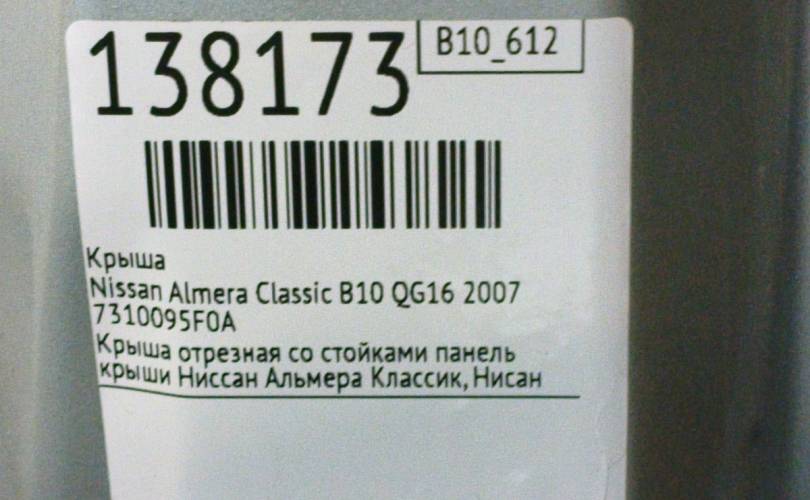 138173
B10_612
Крыша
Nissan Almera Classic B10 QG16 2007
7310095F0A
Крыша отрезная со стойками панель
крыши Ниссан Альмера Классик, Нисан